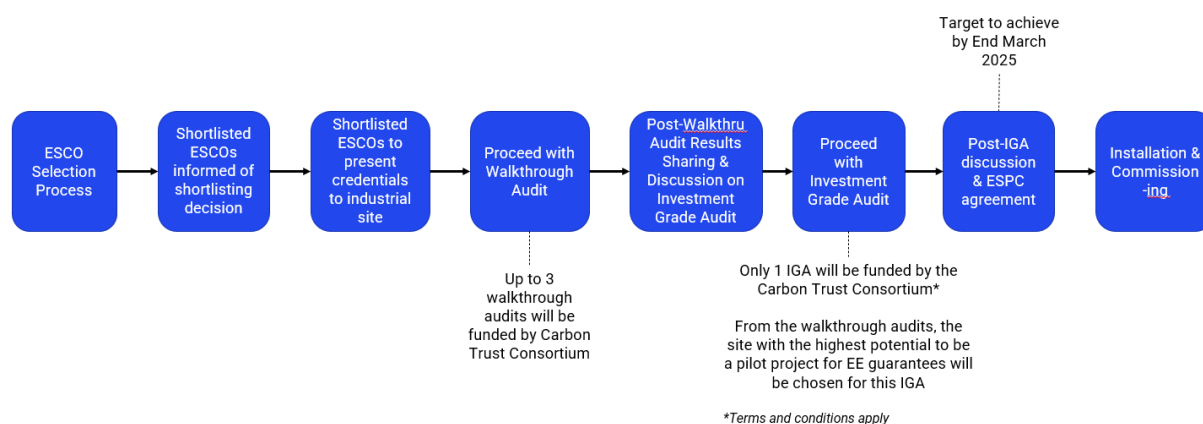 Target to achieve
by End March
2025
ESCO
Selection
Process
Shortlisted
ESCOs
informed of
shortlisting
decision
Shortlisted
ESCOs to
present
credentials
to industrial
site
Proceed with
Walkthrough
Audit
Post-Walkthru
Audit Results
Sharing &
Discussion on
Investment
Grade Audit
Proceed
with
Investment
Grade Audit
Post-IGA
discussion
& ESPC
agreement
Installation &
Commission
-ing
Up to 3
walkthrough
audits will be
funded by Carbon
Trust Consortium
Only 1 IGA will be funded by the
Carbon Trust Consortium*
From the walkthrough audits, the
site with the highest potential to be
a pilot project for EE guarantees will
be chosen for this IGA
*Terms and conditions apply